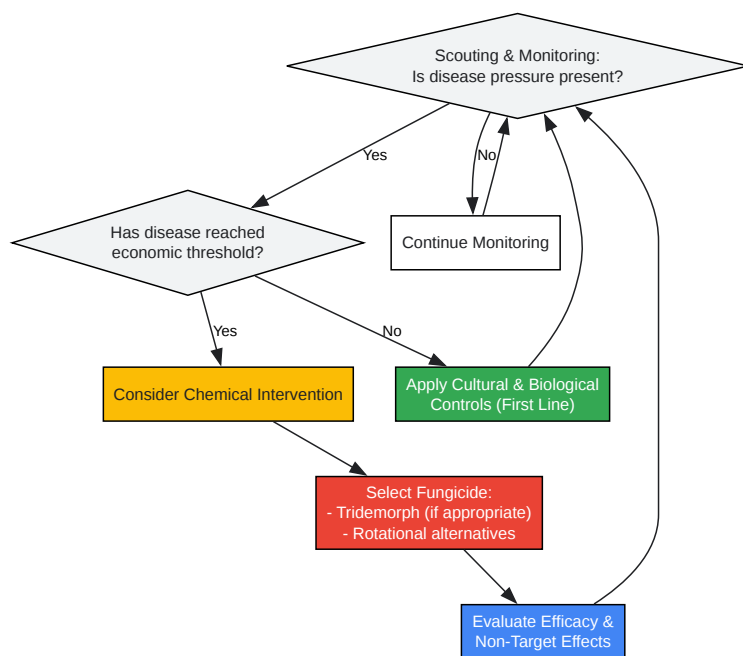 Scouting & Monitoring:
Is disease pressure present?
Yes
No
Has disease reached
economic threshold?
Continue Monitoring
Yes
No
Consider Chemical Intervention
Apply Cultural & Biological
Controls (First Line)
Select Fungicide:
- Tridemorph (if appropriate)
- Rotational alternatives
Evaluate Efficacy &
Non-Target Effects